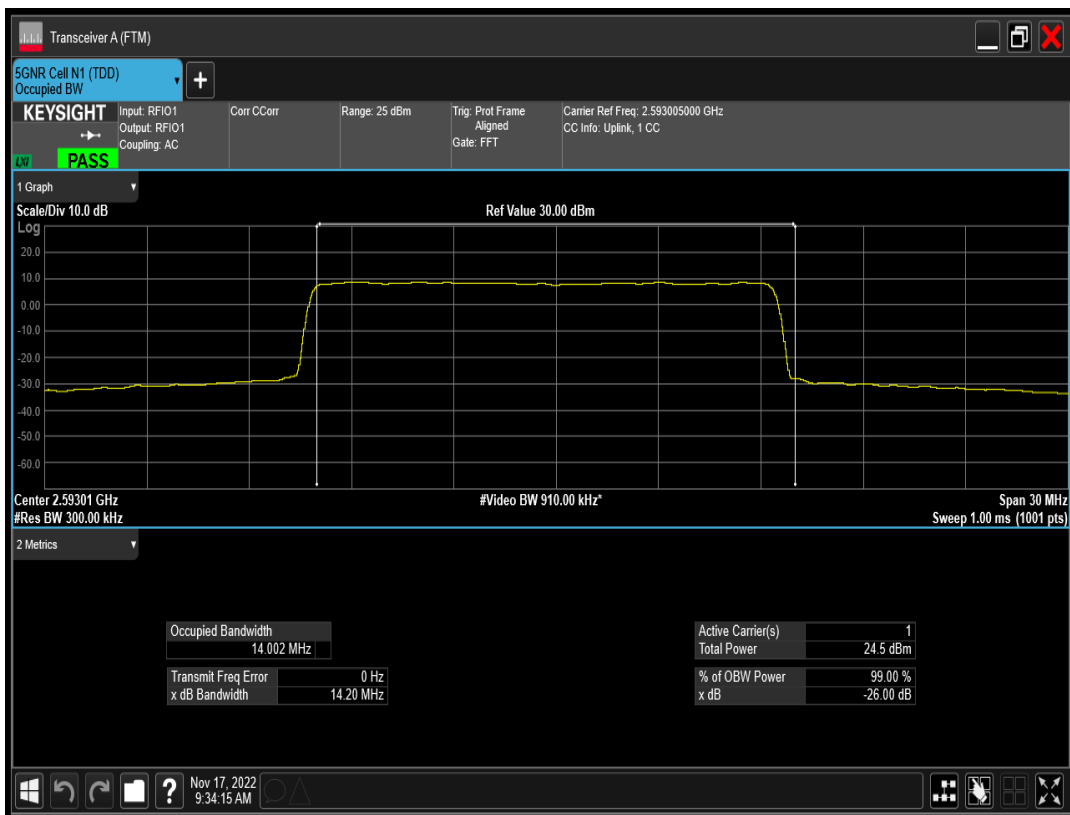 Transceiver A (FTM)
5GNR Cell N1 (TDD)
Occupied BW
+
KEYSIGHT
LXI
PASS
Input: RFIO1
Output: RFIO1
Coupling: AC
Corr CCorr
Range: 25 dBm
Trig: Prot Frame
Aligned
Gate: FFT
Carrier Ref Freq: 2.593005000 GHz
CC Info: Uplink, 1 CC
1 Graph
Scale/Div 10.0 dB
Ref Value 30.00 dBm
Log
20.0
10.0
0.00
-10.0
-20.0
-30.0
-40.0
-50.0
-60.0
Center 2.59301 GHz
#Video BW 910.00 kHz*
Span 30 MHz
#Res BW 300.00 kHz
Sweep 1.00 ms (1001 pts)
2 Metrics
Occupied Bandwidth
14.002 MHz
Transmit Freq Error 0 Hz
x dB Bandwidth 14.20 MHz
Active Carrier(s) 1
Total Power 24.5 dBm
% of OBW Power 99.00 %
x dB -26.00 dB
?
Nov 17, 2022
9:34:15 AM